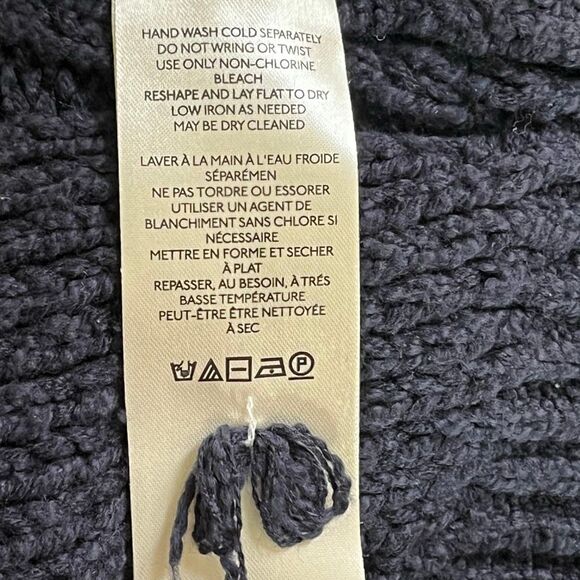 HAND WASH COLD SEPARATELY
DO NOT WRING OR TWIST
USE ONLY NON-CHLORINE
BLEACH
RESHAPE AND LAY FLAT TO DRY
LOW IRON AS NEEDED
MAY BE DRY CLEANED
LAVER À LA MAIN À L'EAU FROIDE
SÉPARÉMEN
NE PAS TORDRE OU ESSORER
UTILISER UN AGENT DE
BLANCHIMENT SANS CHLORE SI
NÉCESSAIRE
METTRE EN FORME ET SECHER
À PLAT
REPASSER, AU BESOIN, À TRÉS
BASSE TEMPÉRATURE
PEUT-ÊTRE ÊTRE NETTOYÉE
À SEC
P